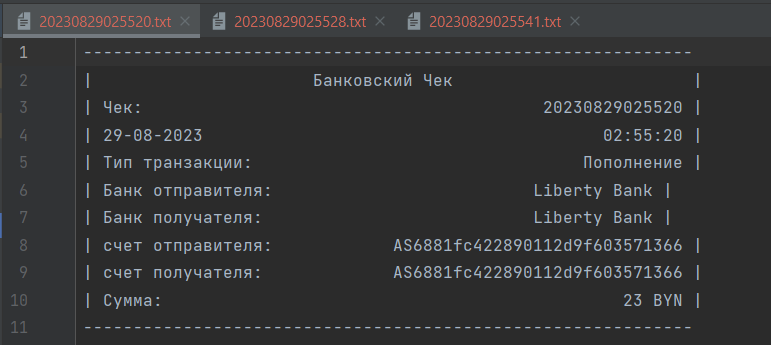 20230829025520.txt 20230829025528.txt 20230829025541.txt
1 -------------------------------------------------------------
2 | Банковский Чек |
3 | Чек: 20230829025520 |
4 | 29-08-2023 02:55:20 |
5 | Тип транзакции: Пополнение |
6 | Банк отправителя: Liberty Bank |
7 | Банк получателя: Liberty Bank |
8 | счет отправителя: AS6881fc422890112d9f603571366 |
9 | счет получателя: AS6881fc422890112d9f603571366 |
10 | Сумма: 23 BYN |
11 -------------------------------------------------------------